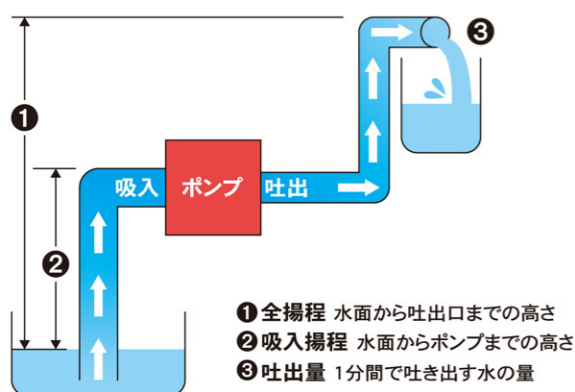 ❶
❸
吸入 ポンプ 吐出
❷
❶全揚程 水面から吐出口までの高さ
❷吸入揚程 水面からポンプまでの高さ
❸吐出量 1分間で吐き出す水の量